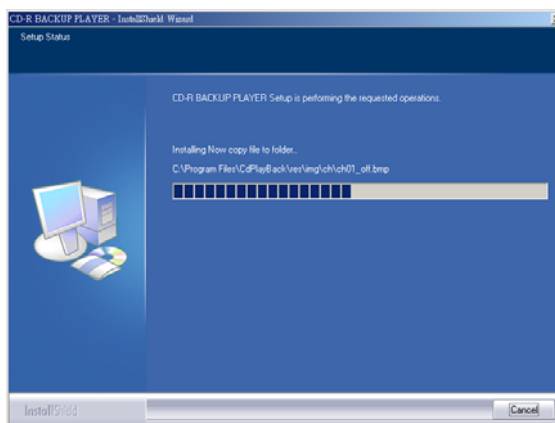 CD-R BACKUP PLAYER - InstallShield Wizard
Setup Status
CD-R BACKUP PLAYER Setup is performing the requested operations.
Installing Now copy file to folder..
C:\Program Files\CdPlayBack\res\img\ch\ch01_off.bmp
InstallShield
Cancel